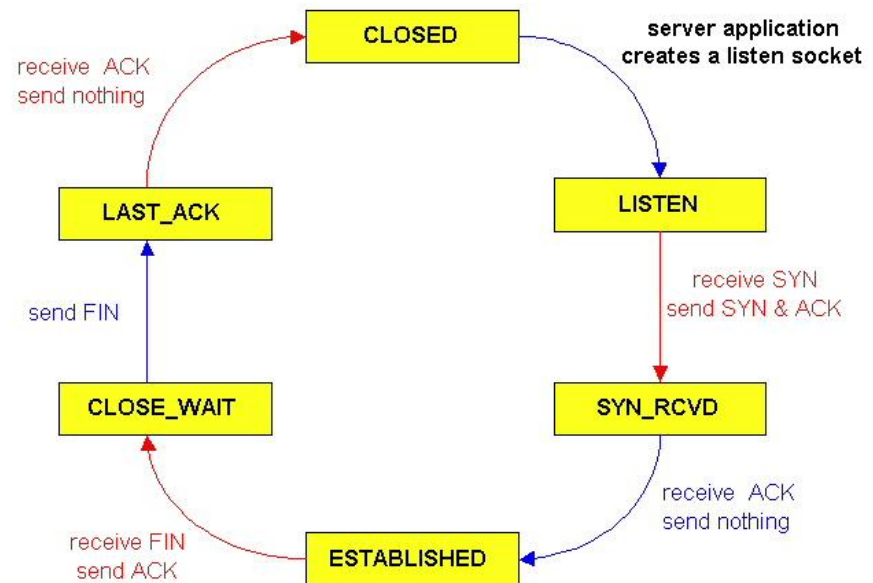 CLOSED
server application
creates a listen socket
receive ACK
send nothing
LAST_ACK
LISTEN
receive SYN
send SYN & ACK
send FIN
CLOSE_WAIT
SYN_RCVD
receive ACK
send nothing
receive FIN
send ACK
ESTABLISHED